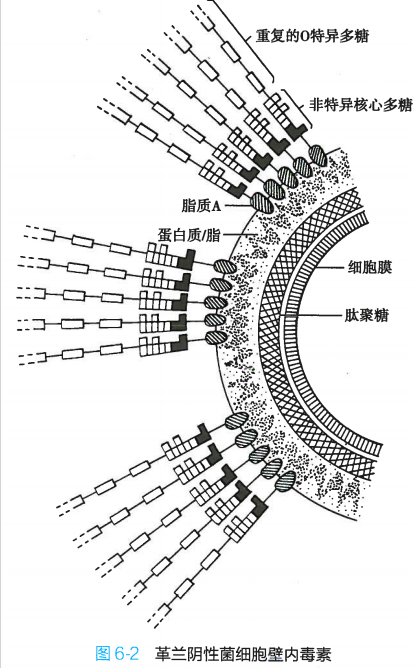 重复的O特异多糖
非特异核心多糖
脂质A
蛋白质/脂
细胞膜
肽聚糖
图 6-2 革兰阴性菌细胞壁内毒素